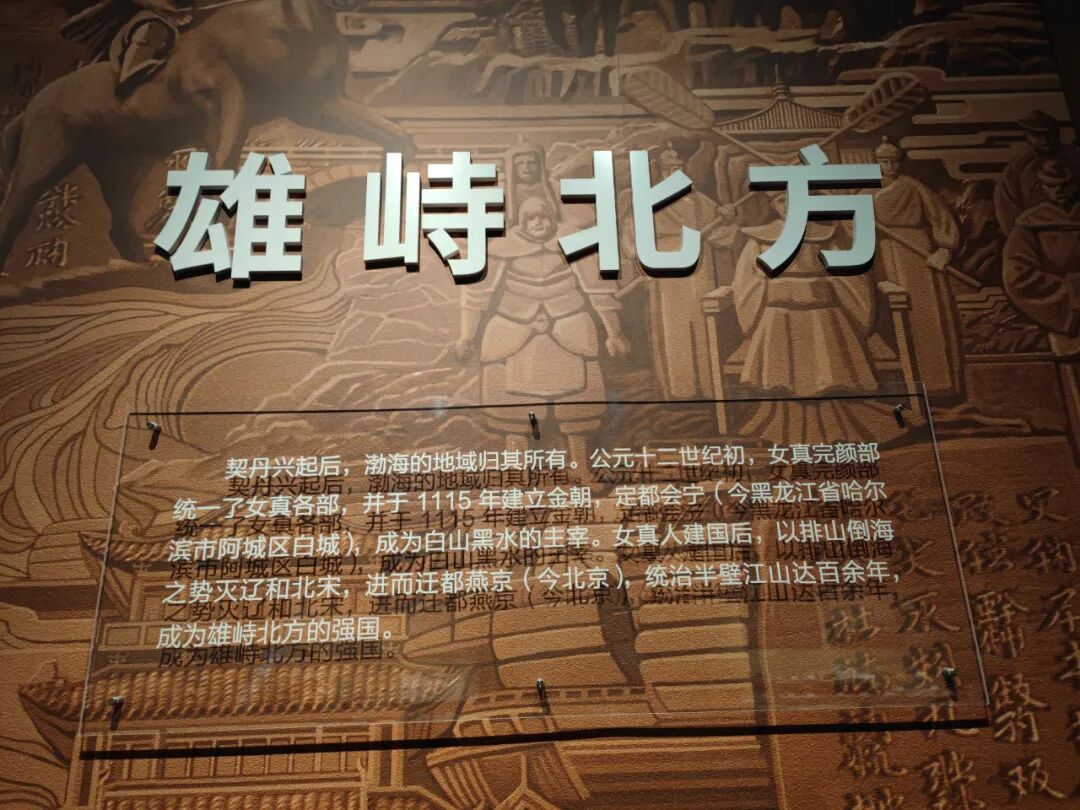 雄峙北方
契丹兴起后，渤海的地域归其所有。公元十二世纪初，女真完颜部
统一了女真各部，并于 1115 年建立金朝，定都会宁（今黑龙江省哈尔
滨市阿城区白城），成为白山黑水的主宰。女真人建国后，以排山倒海
之势灭辽和北宋，进而迁都燕京（今北京），统治半壁江山达百余年，
成为雄峙北方的强国。